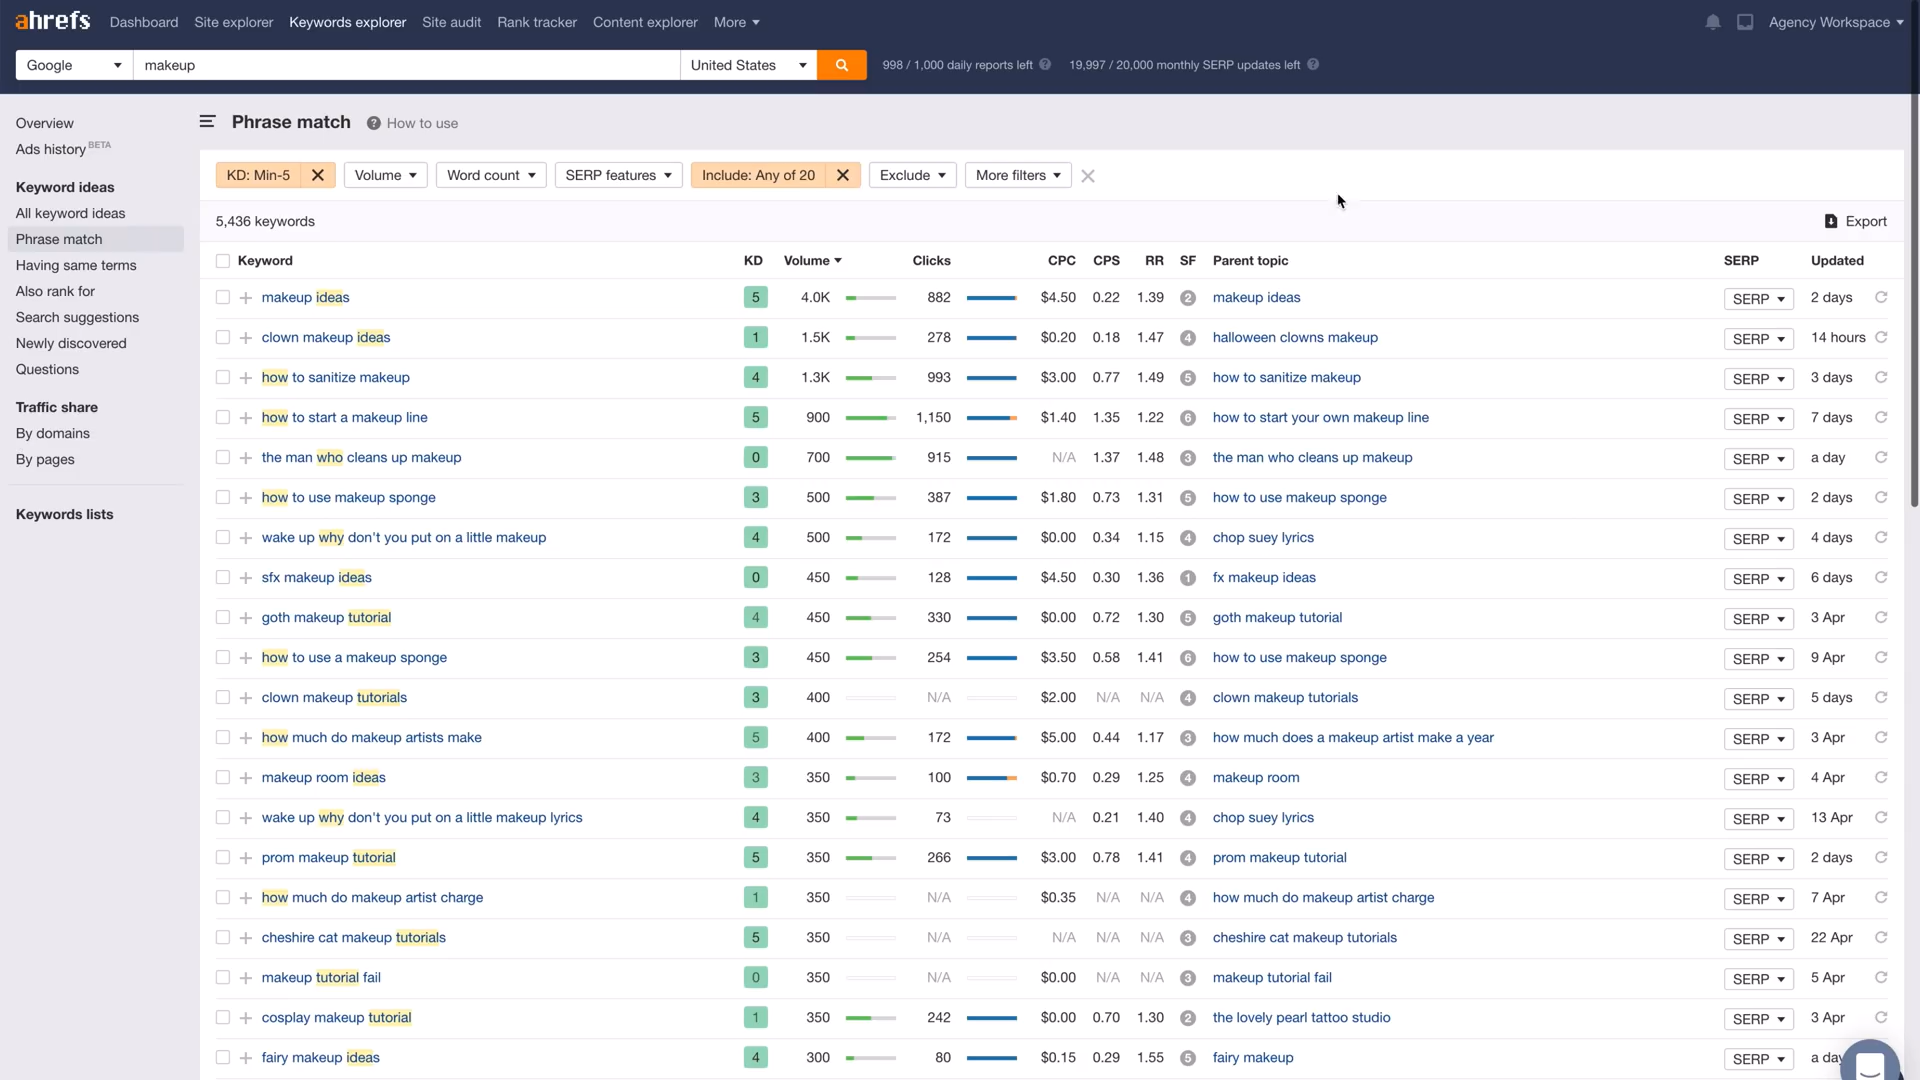 ahrefs Dashboard Site explorer Keywords explorer Site audit Rank tracker Content explorer More Agency Workspace
Google makeup United States 998 / 1,000 daily reports left ? 19,997 / 20,000 monthly SERP updates left ?
Overview
Ads history BETA
Keyword ideas
All keyword ideas
Phrase match
Having same terms
Also rank for
Search suggestions
Newly discovered
Questions
Traffic share
By domains
By pages
Keywords lists
Phrase match ? How to use
KD: Min-5 Volume Word count SERP features Include: Any of 20 Exclude More filters
5,436 keywords Export
Keyword KD Volume Clicks CPC CPS RR SF Parent topic SERP Updated
makeup ideas 5 4.0K 882 $4.50 0.22 1.39 2 makeup ideas SERP 2 days
clown makeup ideas 1 1.5K 278 $0.20 0.18 1.47 4 halloween clowns makeup SERP 14 hours
how to sanitize makeup 4 1.3K 993 $3.00 0.77 1.49 5 how to sanitize makeup SERP 3 days
how to start a makeup line 5 900 1,150 $1.40 1.35 1.22 6 how to start your own makeup line SERP 7 days
the man who cleans up makeup 0 700 915 N/A 1.37 1.48 3 the man who cleans up makeup SERP a day
how to use makeup sponge 3 500 387 $1.80 0.73 1.31 5 how to use makeup sponge SERP 2 days
wake up why don't you put on a little makeup 4 500 172 $0.00 0.34 1.15 4 chop suey lyrics SERP 4 days
sfx makeup ideas 0 450 128 $4.50 0.30 1.36 1 fx makeup ideas SERP 6 days
goth makeup tutorial 4 450 330 $0.00 0.72 1.30 5 goth makeup tutorial SERP 3 Apr
how to use a makeup sponge 3 450 254 $3.50 0.58 1.41 6 how to use makeup sponge SERP 9 Apr
clown makeup tutorials 3 400 N/A $2.00 N/A N/A 4 clown makeup tutorials SERP 5 days
how much do makeup artists make 5 400 172 $5.00 0.44 1.17 3 how much does a makeup artist make a year SERP 3 Apr
makeup room ideas 3 350 100 $0.70 0.29 1.25 4 makeup room SERP 4 Apr
wake up why don't you put on a little makeup lyrics 4 350 73 N/A 0.21 1.40 4 chop suey lyrics SERP 13 Apr
prom makeup tutorial 5 350 266 $3.00 0.78 1.41 4 prom makeup tutorial SERP 2 days
how much do makeup artist charge 1 350 N/A $0.35 N/A N/A 4 how much do makeup artist charge SERP 7 Apr
cheshire cat makeup tutorials 5 350 N/A N/A N/A N/A 3 cheshire cat makeup tutorials SERP 22 Apr
makeup tutorial fail 0 350 N/A $0.00 N/A N/A 3 makeup tutorial fail SERP 5 Apr
cosplay makeup tutorial 1 350 242 $0.00 0.70 1.30 2 the lovely pearl tattoo studio SERP 3 Apr
fairy makeup ideas 4 300 80 $0.15 0.29 1.55 5 fairy makeup SERP a day